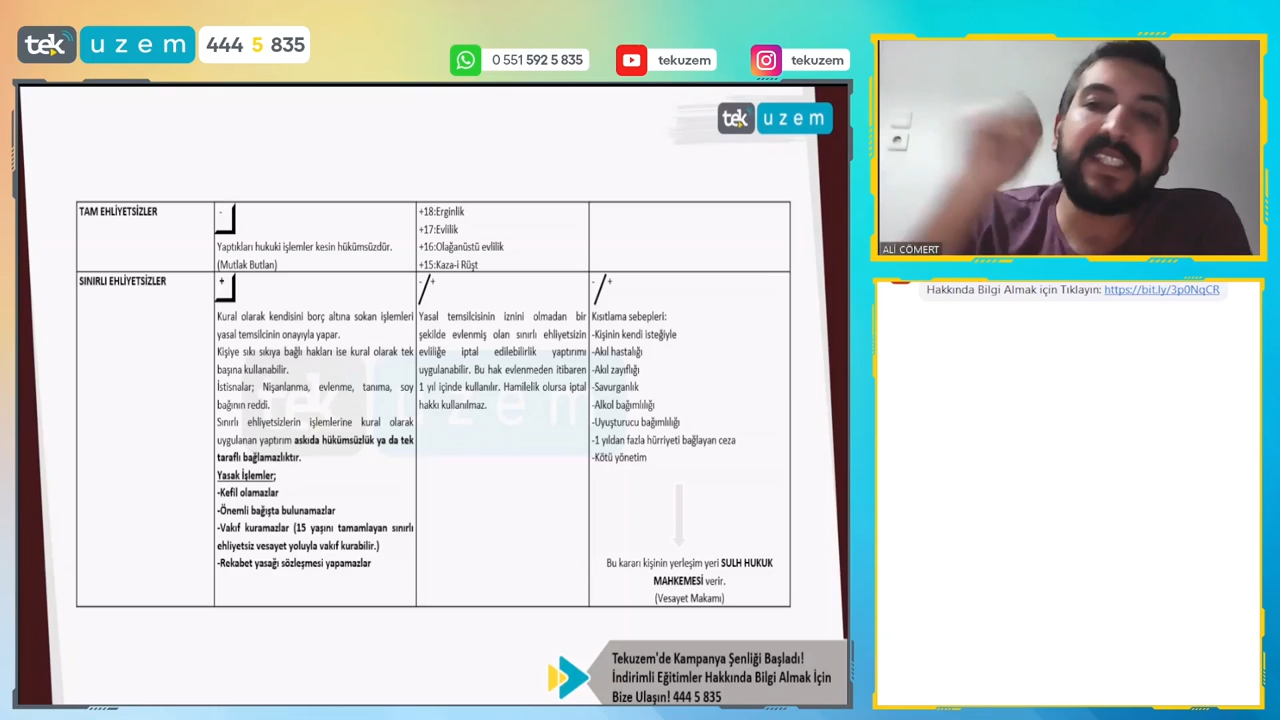 tek uzem 444 5 835
0 551 592 5 835
tekuzem
tekuzem
tek uzem
TAM EHLİYETSİZLER
-
Yaptıkları hukuki işlemler kesin hükümsüzdür.
(Mutlak Butlan)
+18:Erginlik
+17:Evlilik
+16:Olağanüstü evlilik
+15:Kaza-i Rüşt
SINIRLI EHLİYETSİZLER
+
Kural olarak kendisini borç altına sokan işlemleri
yasal temsilcinin onayıyla yapar.
Kişiye sıkı sıkıya bağlı hakları ise kural olarak tek
başına kullanabilir.
İstisnalar; Nişanlanma, evlenme, tanıma, soy
bağının reddi.
Sınırlı ehliyetsizlerin işlemlerine kural olarak
uygulanan yaptırım askıda hükümsüzlük ya da tek
taraflı bağlamazlıktır.
Yasak İşlemler;
-Kefil olamazlar
-Önemli bağışta bulunamazlar
-Vakıf kuramazlar (15 yaşını tamamlayan sınırlı
ehliyetsiz vesayet yoluyla vakıf kurabilir.)
-Rekabet yasağı sözleşmesi yapamazlar
-/+
Yasal temsilcisinin iznini olmadan bir
şekilde evlenmiş olan sınırlı ehliyetsizin
evliliğe iptal edilebilirlik yaptırımı
uygulanabilir. Bu hak evlenmeden itibaren
1 yıl içinde kullanılır. Hamilelik olursa iptal
hakkı kullanılmaz.
-/+
Kısıtlama sebepleri:
-Kişinin kendi isteğiyle
-Akıl hastalığı
-Akıl zayıflığı
-Savurganlık
-Alkol bağımlılığı
-Uyuşturucu bağımlılığı
-1 yıldan fazla hürriyeti bağlayan ceza
-Kötü yönetim
Bu kararı kişinin yerleşim yeri SULH HUKUK
MAHKEMESİ verir.
(Vesayet Makamı)
tek uzem
ALİ CÖMERT
Hakkında Bilgi Almak için Tıklayın: https://bit.ly/3p0NqCR
Tekuzem'de Kampanya Şenliği Başladı!
İndirimli Eğitimler Hakkında Bilgi Almak İçin
Bize Ulaşın! 444 5 835